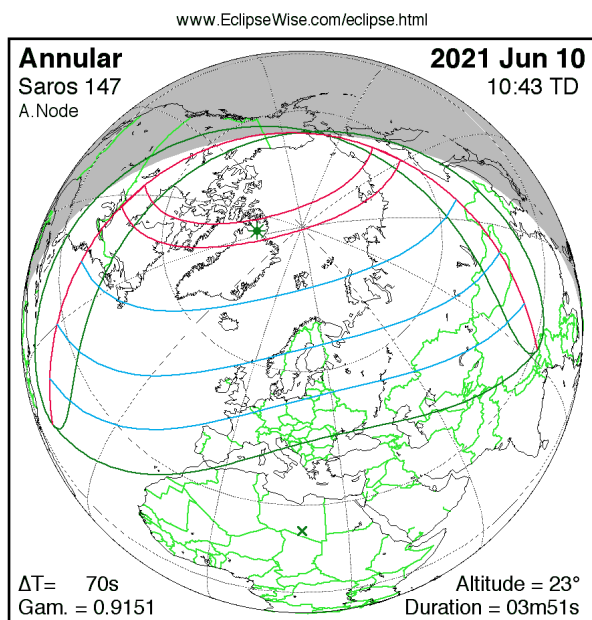 www.EclipseWise.com/eclipse.html
Annular
2021 Jun 10
Saros 147
10:43 TD
A.Node
ΔT= 70s
Altitude = 23°
Gam. = 0.9151
Duration = 03m51s